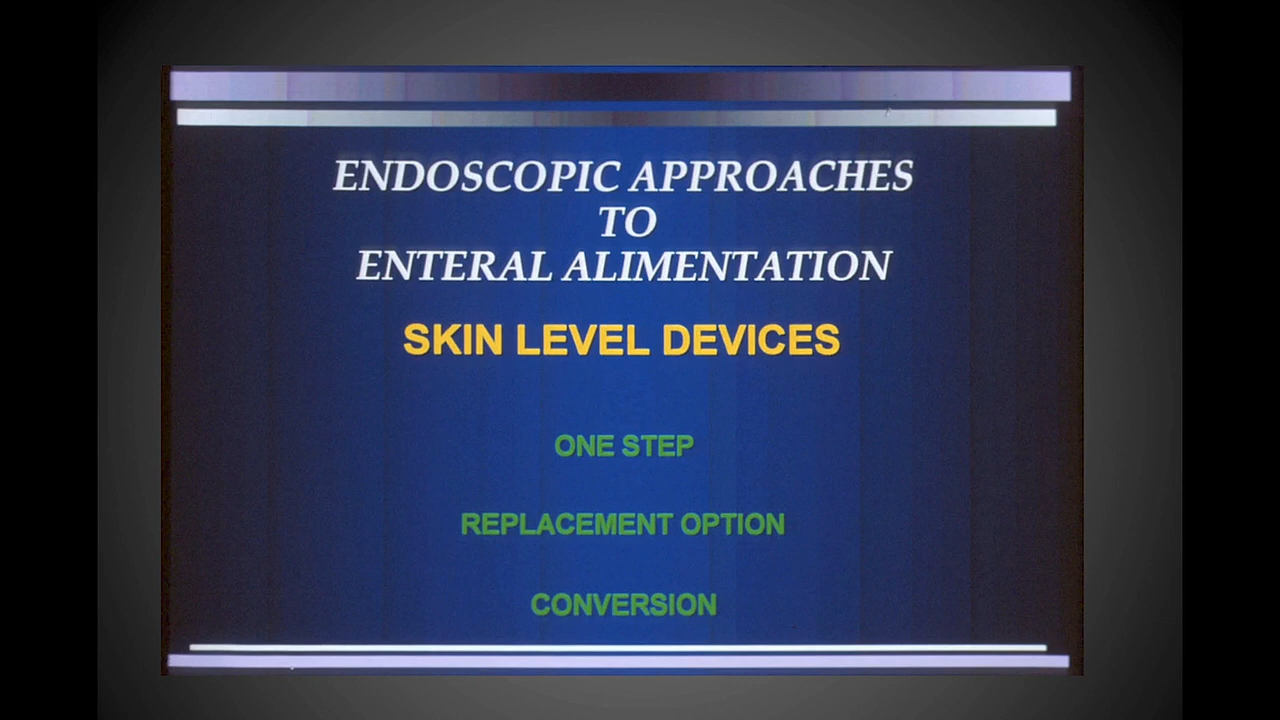 ENDOSCOPIC APPROACHES
TO
ENTERAL ALIMENTATION
SKIN LEVEL DEVICES
ONE STEP
REPLACEMENT OPTION
CONVERSION